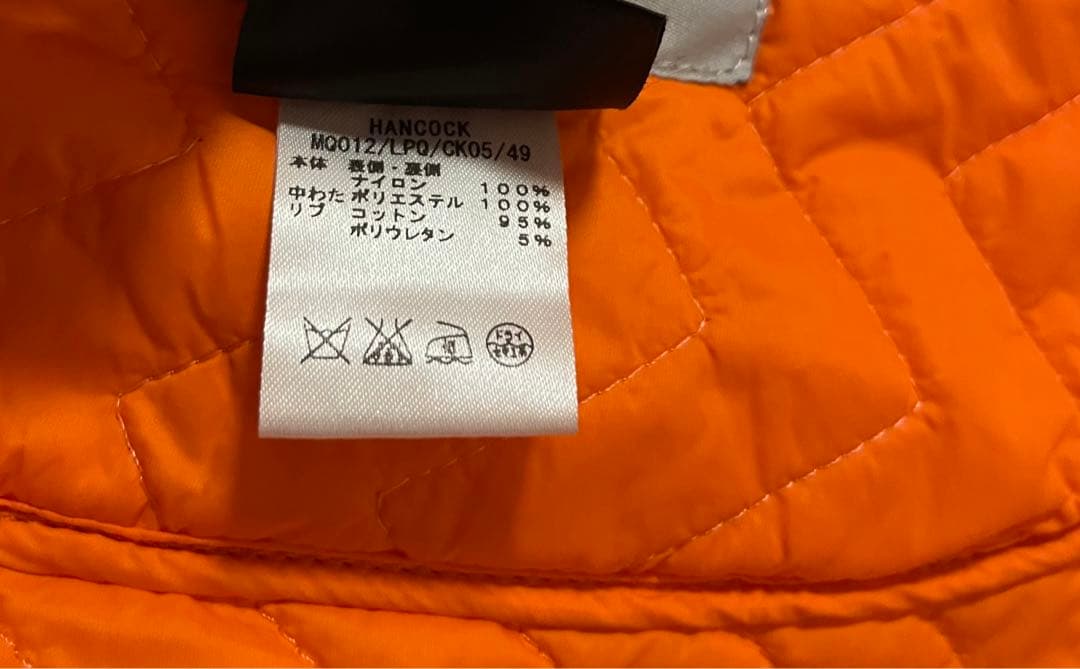 HANCOCK
MQ012/LPQ/CK05/49
本体 表側・裏側
ナイロン 100%
中わた ポリエステル 100%
リブ コットン 95%
ポリウレタン 5%
ドライ